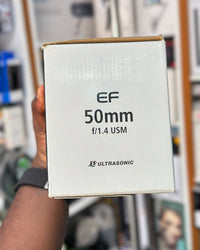 EF
50mm
f/1.4 USM
ULTRASONIC